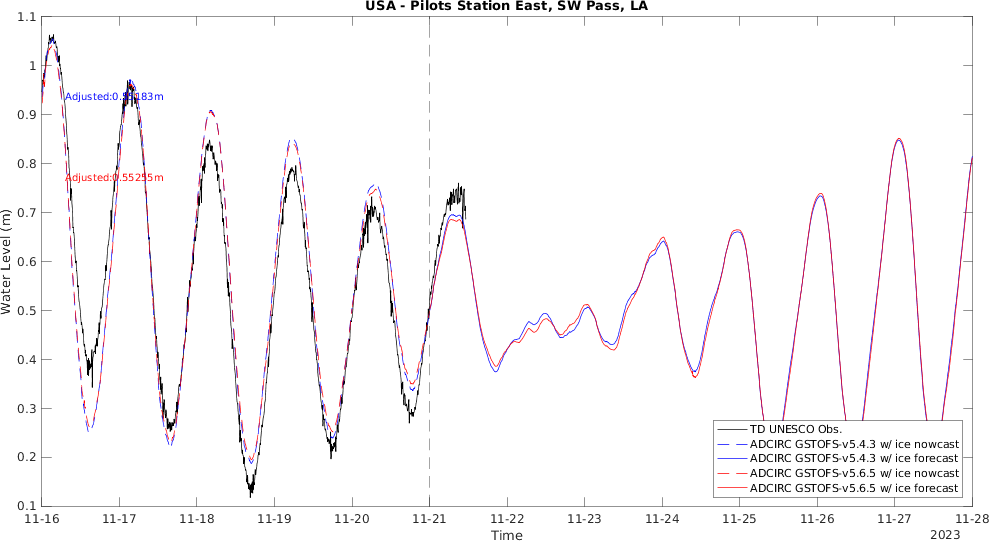 USA - Pilots Station East, SW Pass, LA
1.1
1
0.9
0.8
0.7
0.6
0.5
0.4
0.3
0.2
0.1
Water Level (m)
Adjusted:0.55183m
Adjusted:0.55255m
TD UNESCO Obs.
ADCIRC GSTOFS-v5.4.3 w/ ice nowcast
ADCIRC GSTOFS-v5.4.3 w/ ice forecast
ADCIRC GSTOFS-v5.6.5 w/ ice nowcast
ADCIRC GSTOFS-v5.6.5 w/ ice forecast
11-16 11-17 11-18 11-19 11-20 11-21 11-22 11-23 11-24 11-25 11-26 11-27 11-28
Time
2023